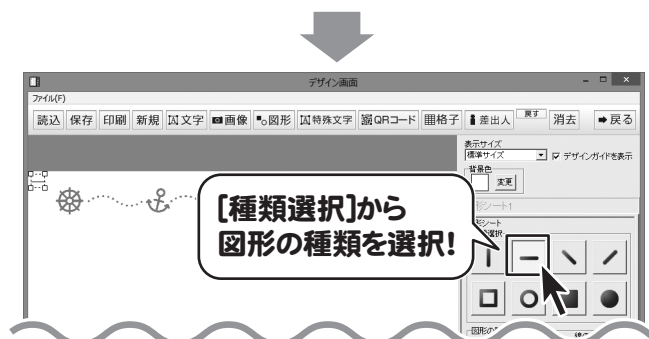 デザイン画面
ファイル(F)
読込 保存 印刷 新規 文字 画像 図形 特殊文字 QRコード 格子 差出人 戻す 消去 戻る
表示サイズ
標準サイズ デザインガイドを表示
背景色
変更
[種類選択]から
図形の種類を選択!